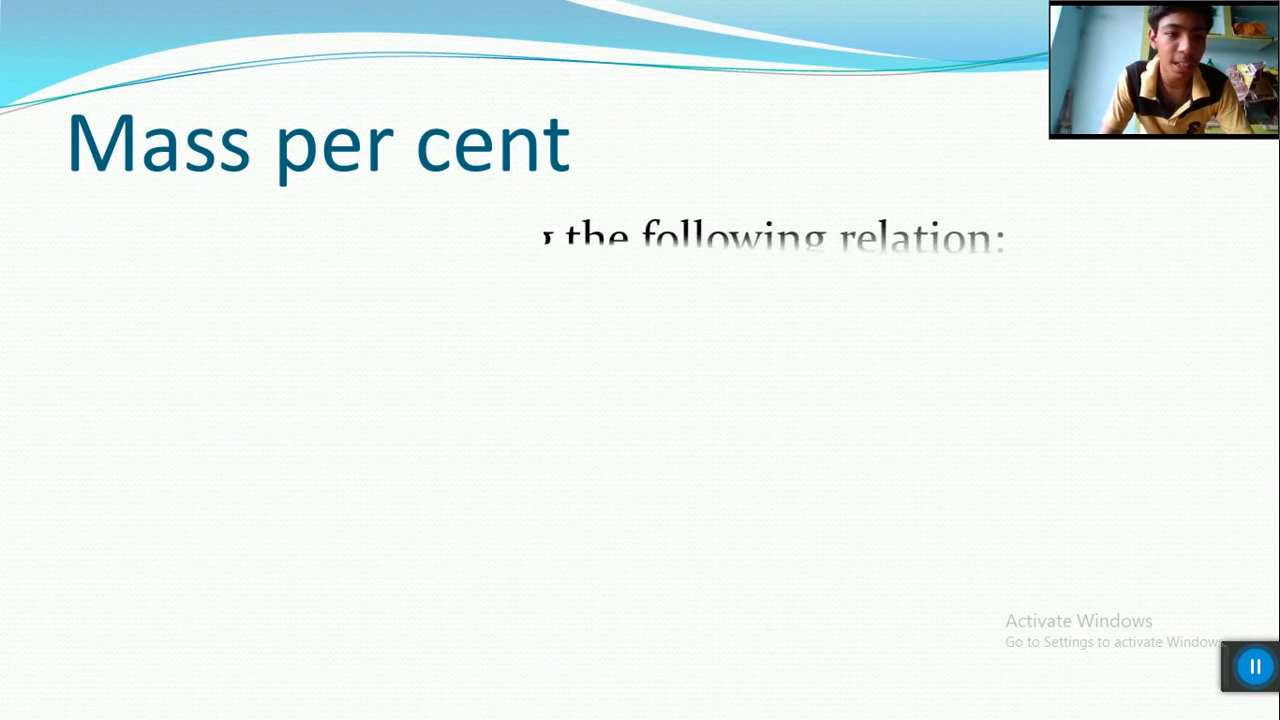 Mass per cent
the following relation:
Activate Windows
Go to Settings to activate Windows.